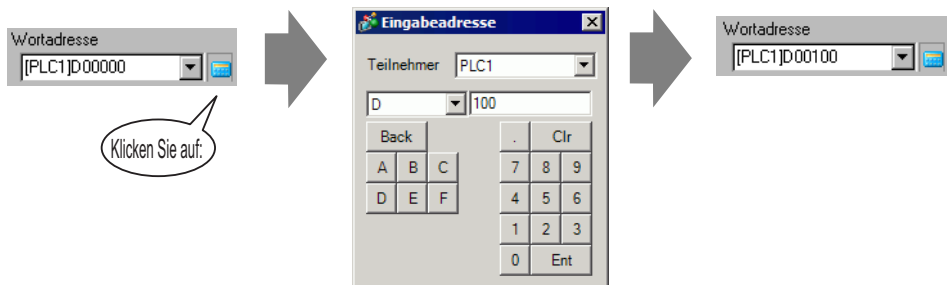 Wortadresse
[PLC1]D00000
Klicken Sie auf:
Eingabeadresse
Teilnehmer PLC1
D 100
Back . Clr
A B C 7 8 9
D E F 4 5 6
1 2 3
0 Ent
Wortadresse
[PLC1]D00100